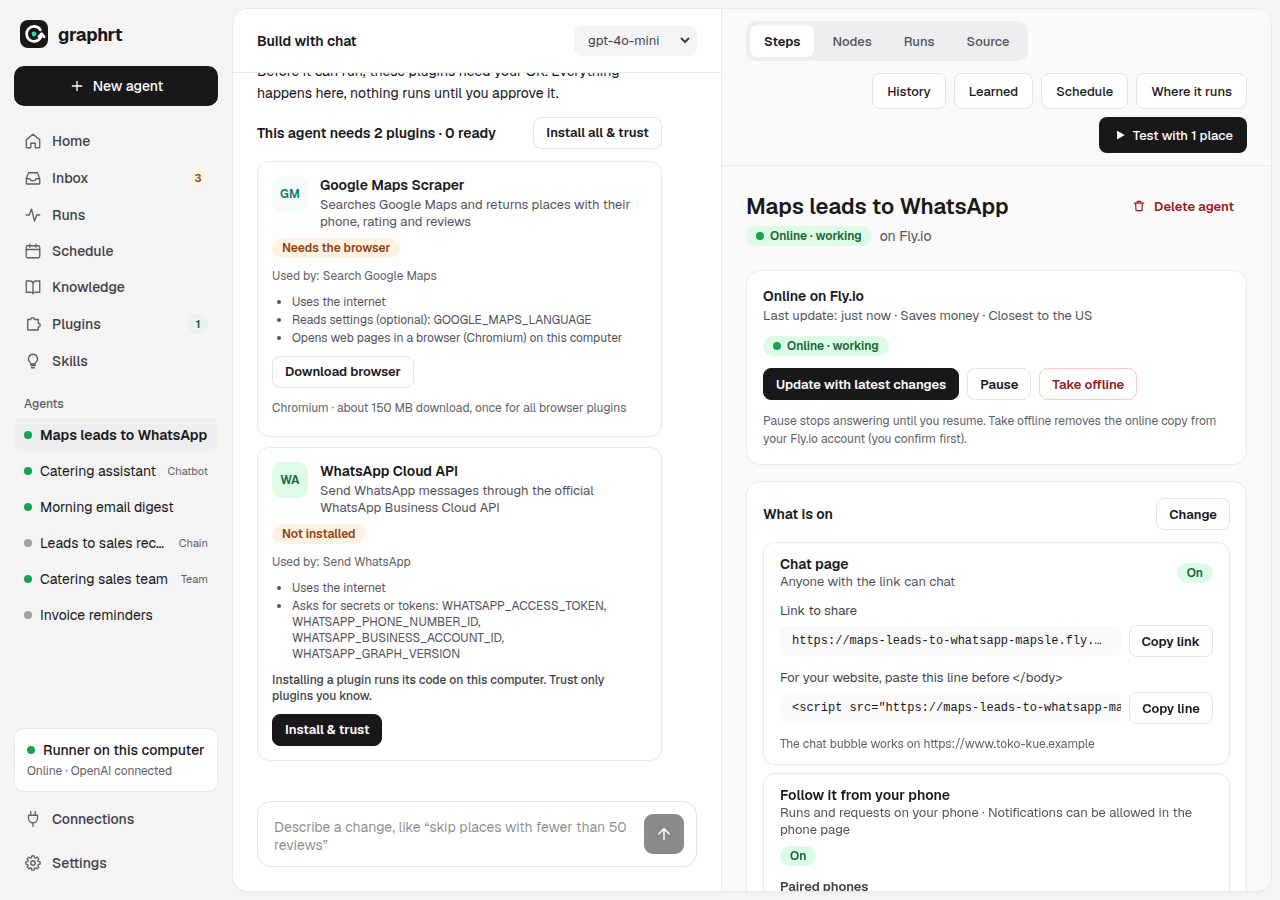 graphrt
New agent
Home
Inbox
3
Runs
Schedule
Knowledge
Plugins
1
Skills
Agents
Maps leads to WhatsApp
Catering assistant
Chatbot
Morning email digest
Leads to sales rec…
Chain
Catering sales team
Team
Invoice reminders
Runner on this computer
Online · OpenAI connected
Connections
Settings
Build with chat
gpt-4o-mini
Before it can run, these plugins need your OK. Everything
happens here, nothing runs until you approve it.
This agent needs 2 plugins · 0 ready
Install all & trust
GM
Google Maps Scraper
Searches Google Maps and returns places with their
phone, rating and reviews
Needs the browser
Used by: Search Google Maps
• Uses the internet
• Reads settings (optional): GOOGLE_MAPS_LANGUAGE
• Opens web pages in a browser (Chromium) on this computer
Download browser
Chromium · about 150 MB download, once for all browser plugins
WA
WhatsApp Cloud API
Send WhatsApp messages through the official
WhatsApp Business Cloud API
Not installed
Used by: Send WhatsApp
• Uses the internet
• Asks for secrets or tokens: WHATSAPP_ACCESS_TOKEN,
WHATSAPP_PHONE_NUMBER_ID,
WHATSAPP_BUSINESS_ACCOUNT_ID,
WHATSAPP_GRAPH_VERSION
Installing a plugin runs its code on this computer. Trust only
plugins you know.
Install & trust
Describe a change, like “skip places with fewer than 50
reviews”
Steps
Nodes
Runs
Source
History
Learned
Schedule
Where it runs
Test with 1 place
Maps leads to WhatsApp
Delete agent
Online · working
on Fly.io
Online on Fly.io
Last update: just now · Saves money · Closest to the US
Online · working
Update with latest changes
Pause
Take offline
Pause stops answering until you resume. Take offline removes the online copy from
your Fly.io account (you confirm first).
What is on
Change
Chat page
Anyone with the link can chat
On
Link to share
https://maps-leads-to-whatsapp-mapsle.fly.…
Copy link
For your website, paste this line before </body>
<script src="https://maps-leads-to-whatsapp-ma
Copy line
The chat bubble works on https://www.toko-kue.example
Follow it from your phone
Runs and requests on your phone · Notifications can be allowed in the
phone page
On
Paired phones